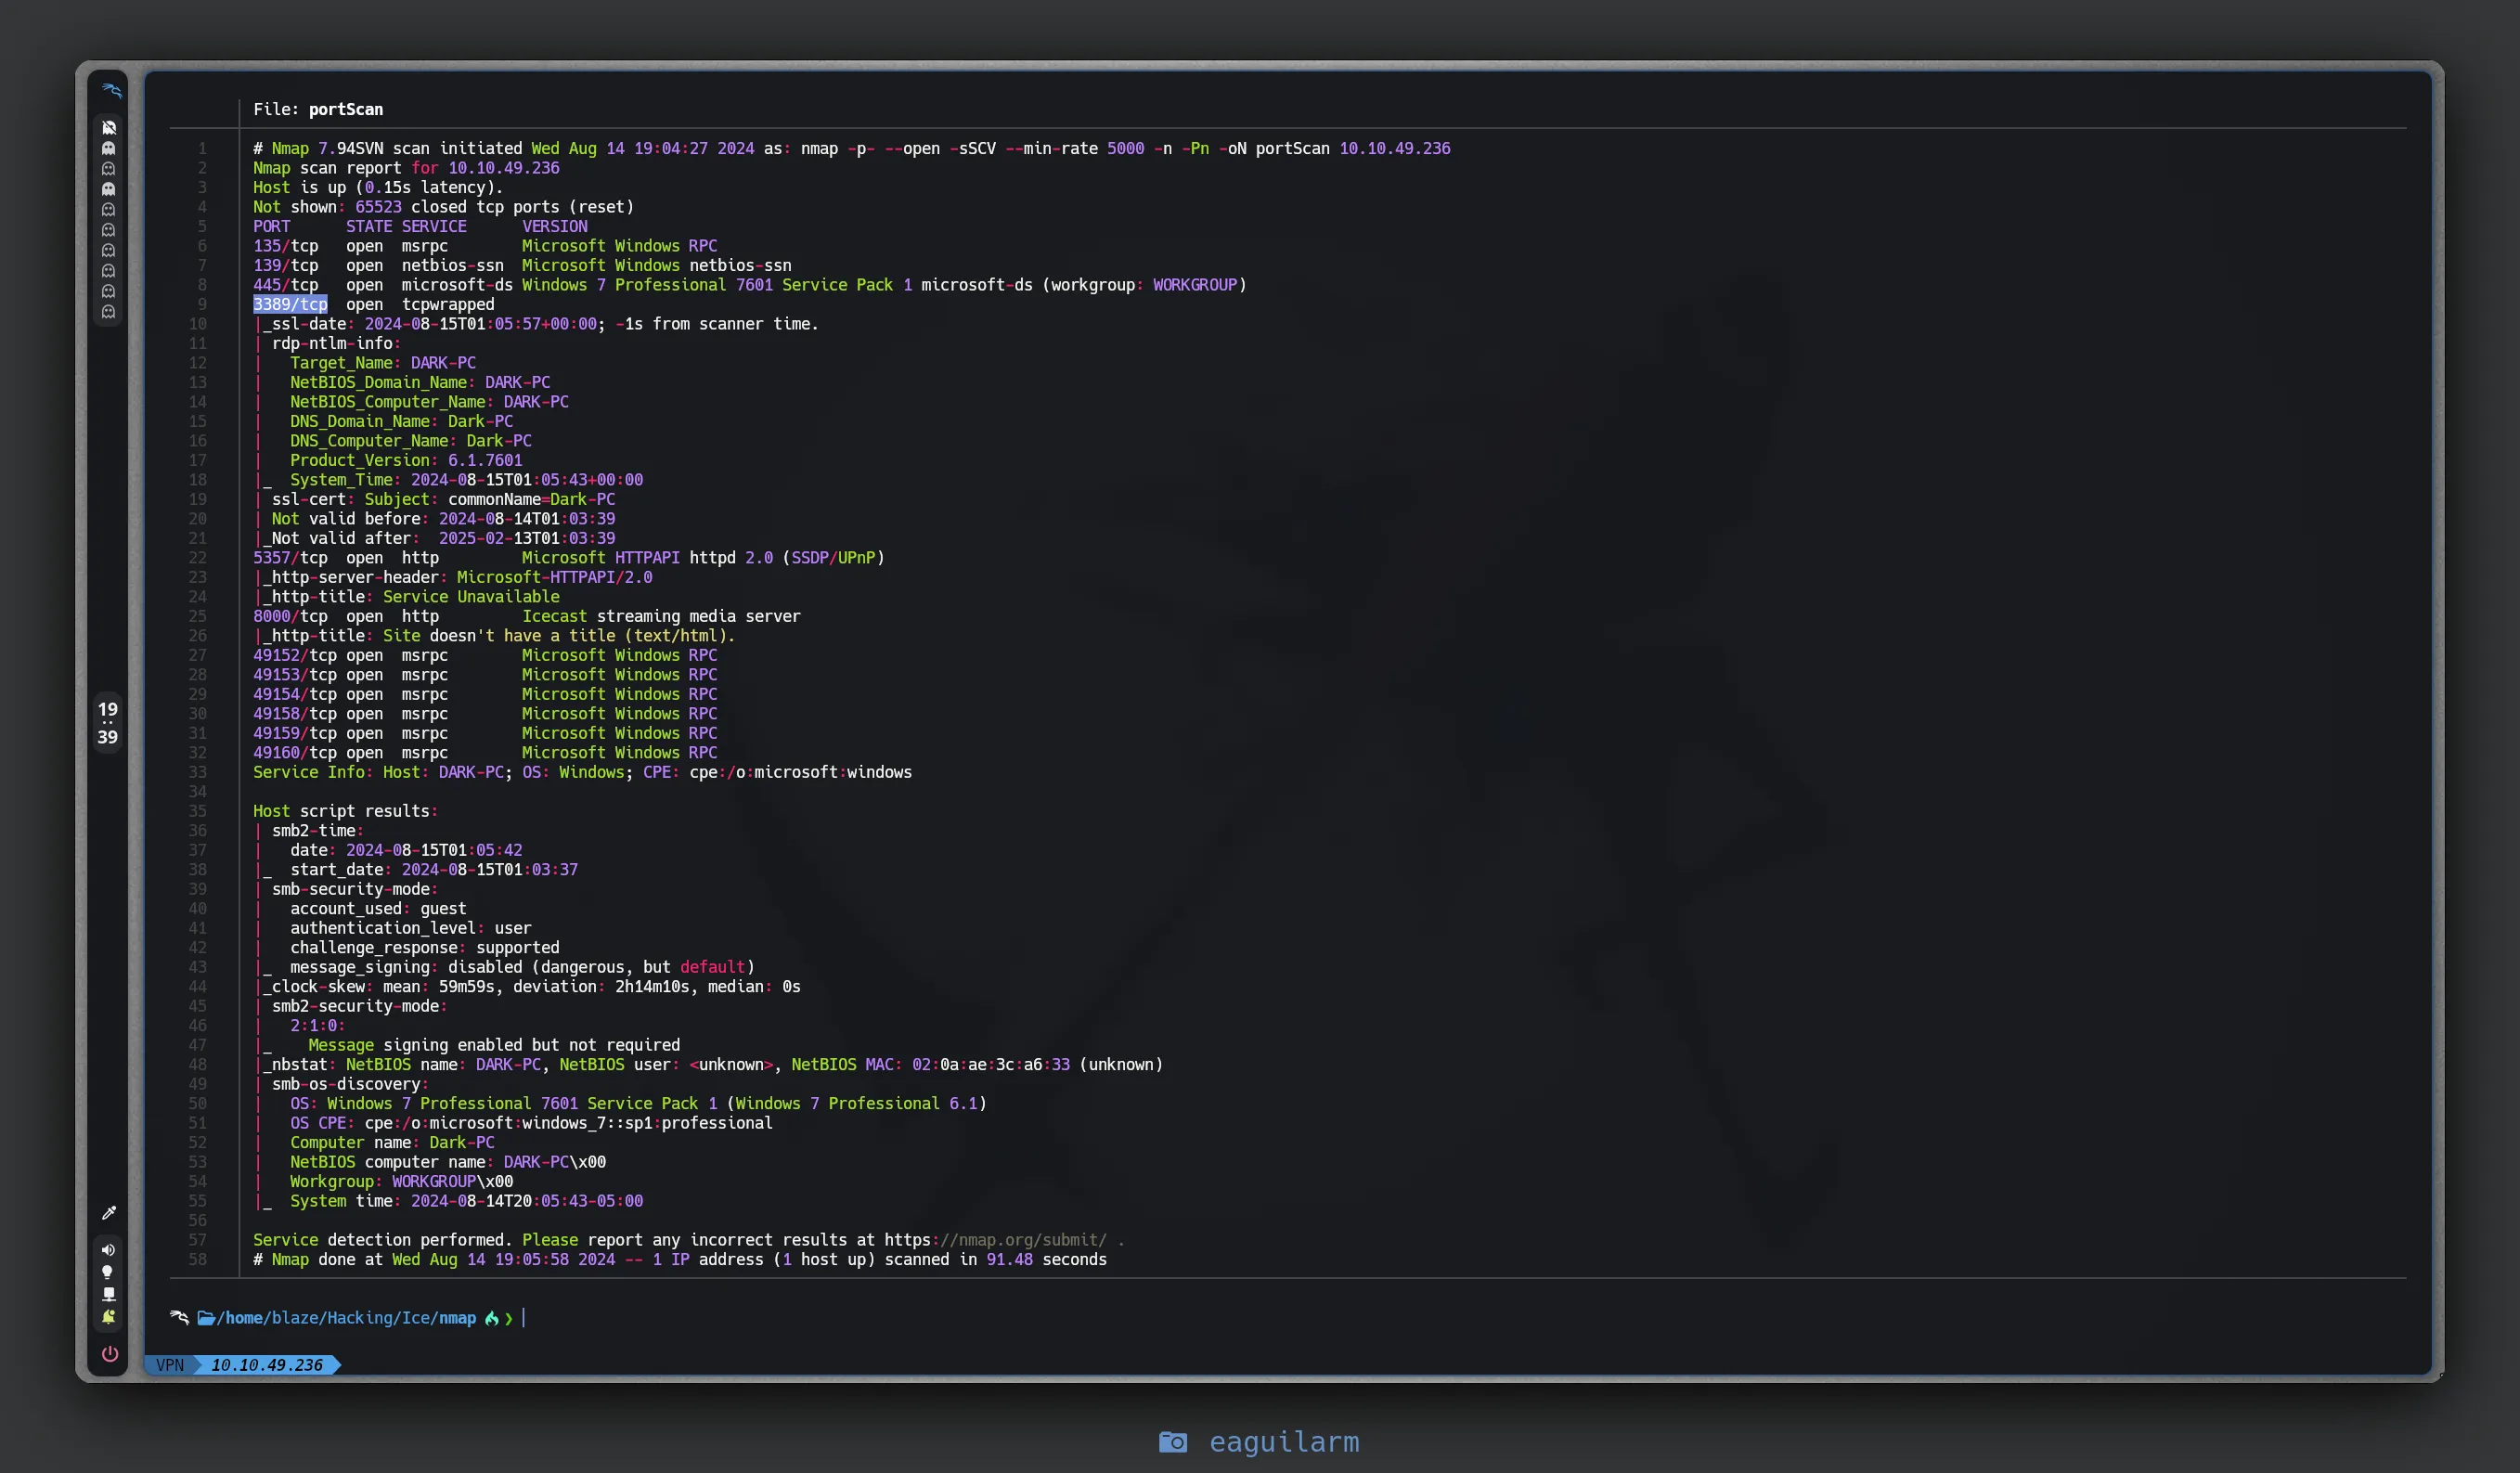 File: portScan
1 # Nmap 7.94SVN scan initiated Wed Aug 14 19:04:27 2024 as: nmap -p- --open -sSCV --min-rate 5000 -n -Pn -oN portScan 10.10.49.236
2 Nmap scan report for 10.10.49.236
3 Host is up (0.15s latency).
4 Not shown: 65523 closed tcp ports (reset)
5 PORT      STATE SERVICE      VERSION
6 135/tcp   open  msrpc        Microsoft Windows RPC
7 139/tcp   open  netbios-ssn  Microsoft Windows netbios-ssn
8 445/tcp   open  microsoft-ds Windows 7 Professional 7601 Service Pack 1 microsoft-ds (workgroup: WORKGROUP)
9 3389/tcp  open  tcpwrapped
10 |_ssl-date: 2024-08-15T01:05:57+00:00; -1s from scanner time.
11 | rdp-ntlm-info:
12 |   Target_Name: DARK-PC
13 |   NetBIOS_Domain_Name: DARK-PC
14 |   NetBIOS_Computer_Name: DARK-PC
15 |   DNS_Domain_Name: Dark-PC
16 |   DNS_Computer_Name: Dark-PC
17 |   Product_Version: 6.1.7601
18 |_  System_Time: 2024-08-15T01:05:43+00:00
19 | ssl-cert: Subject: commonName=Dark-PC
20 | Not valid before: 2024-08-14T01:03:39
21 |_Not valid after:  2025-02-13T01:03:39
22 5357/tcp  open  http         Microsoft HTTPAPI httpd 2.0 (SSDP/UPnP)
23 |_http-server-header: Microsoft-HTTPAPI/2.0
24 |_http-title: Service Unavailable
25 8000/tcp  open  http         Icecast streaming media server
26 |_http-title: Site doesn't have a title (text/html).
27 49152/tcp open  msrpc        Microsoft Windows RPC
28 49153/tcp open  msrpc        Microsoft Windows RPC
29 49154/tcp open  msrpc        Microsoft Windows RPC
30 49158/tcp open  msrpc        Microsoft Windows RPC
31 49159/tcp open  msrpc        Microsoft Windows RPC
32 49160/tcp open  msrpc        Microsoft Windows RPC
33 Service Info: Host: DARK-PC; OS: Windows; CPE: cpe:/o:microsoft:windows
34
35 Host script results:
36 | smb2-time:
37 |   date: 2024-08-15T01:05:42
38 |_  start_date: 2024-08-15T01:03:37
39 | smb-security-mode:
40 |   account_used: guest
41 |   authentication_level: user
42 |   challenge_response: supported
43 |_  message_signing: disabled (dangerous, but default)
44 |_clock-skew: mean: 59m59s, deviation: 2h14m10s, median: 0s
45 | smb2-security-mode:
46 |   2:1:0:
47 |_    Message signing enabled but not required
48 |_nbstat: NetBIOS name: DARK-PC, NetBIOS user: <unknown>, NetBIOS MAC: 02:0a:ae:3c:a6:33 (unknown)
49 | smb-os-discovery:
50 |   OS: Windows 7 Professional 7601 Service Pack 1 (Windows 7 Professional 6.1)
51 |   OS CPE: cpe:/o:microsoft:windows_7::sp1:professional
52 |   Computer name: Dark-PC
53 |   NetBIOS computer name: DARK-PC\x00
54 |   Workgroup: WORKGROUP\x00
55 |_  System time: 2024-08-14T20:05:43-05:00
56
57 Service detection performed. Please report any incorrect results at https://nmap.org/submit/ .
58 # Nmap done at Wed Aug 14 19:05:58 2024 -- 1 IP address (1 host up) scanned in 91.48 seconds
/home/blaze/Hacking/Ice/nmap ❯
VPN 10.10.49.236
19
:
39
eaguilarm